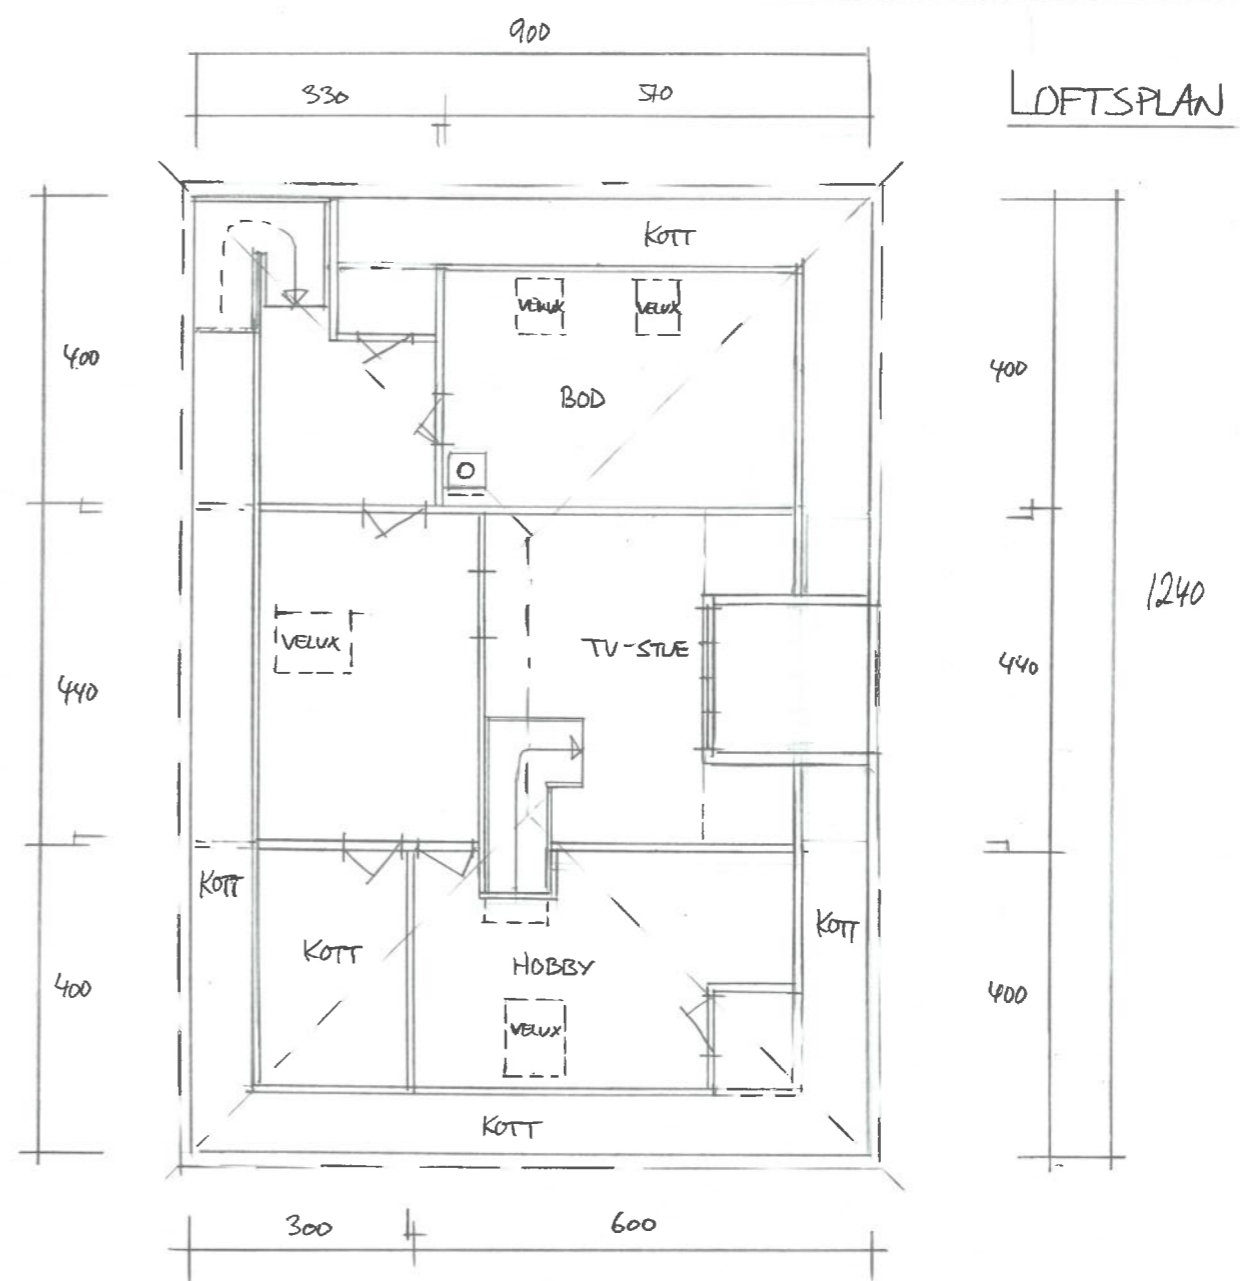 900
330
570
LOFTSPLAN
KOTT
VELUX
VELUX
400
BOD
400
1240
VELUX
TV-STUE
440
440
KOTT
KOTT
HOBBY
KOTT
400
400
VELUX
KOTT
300
600